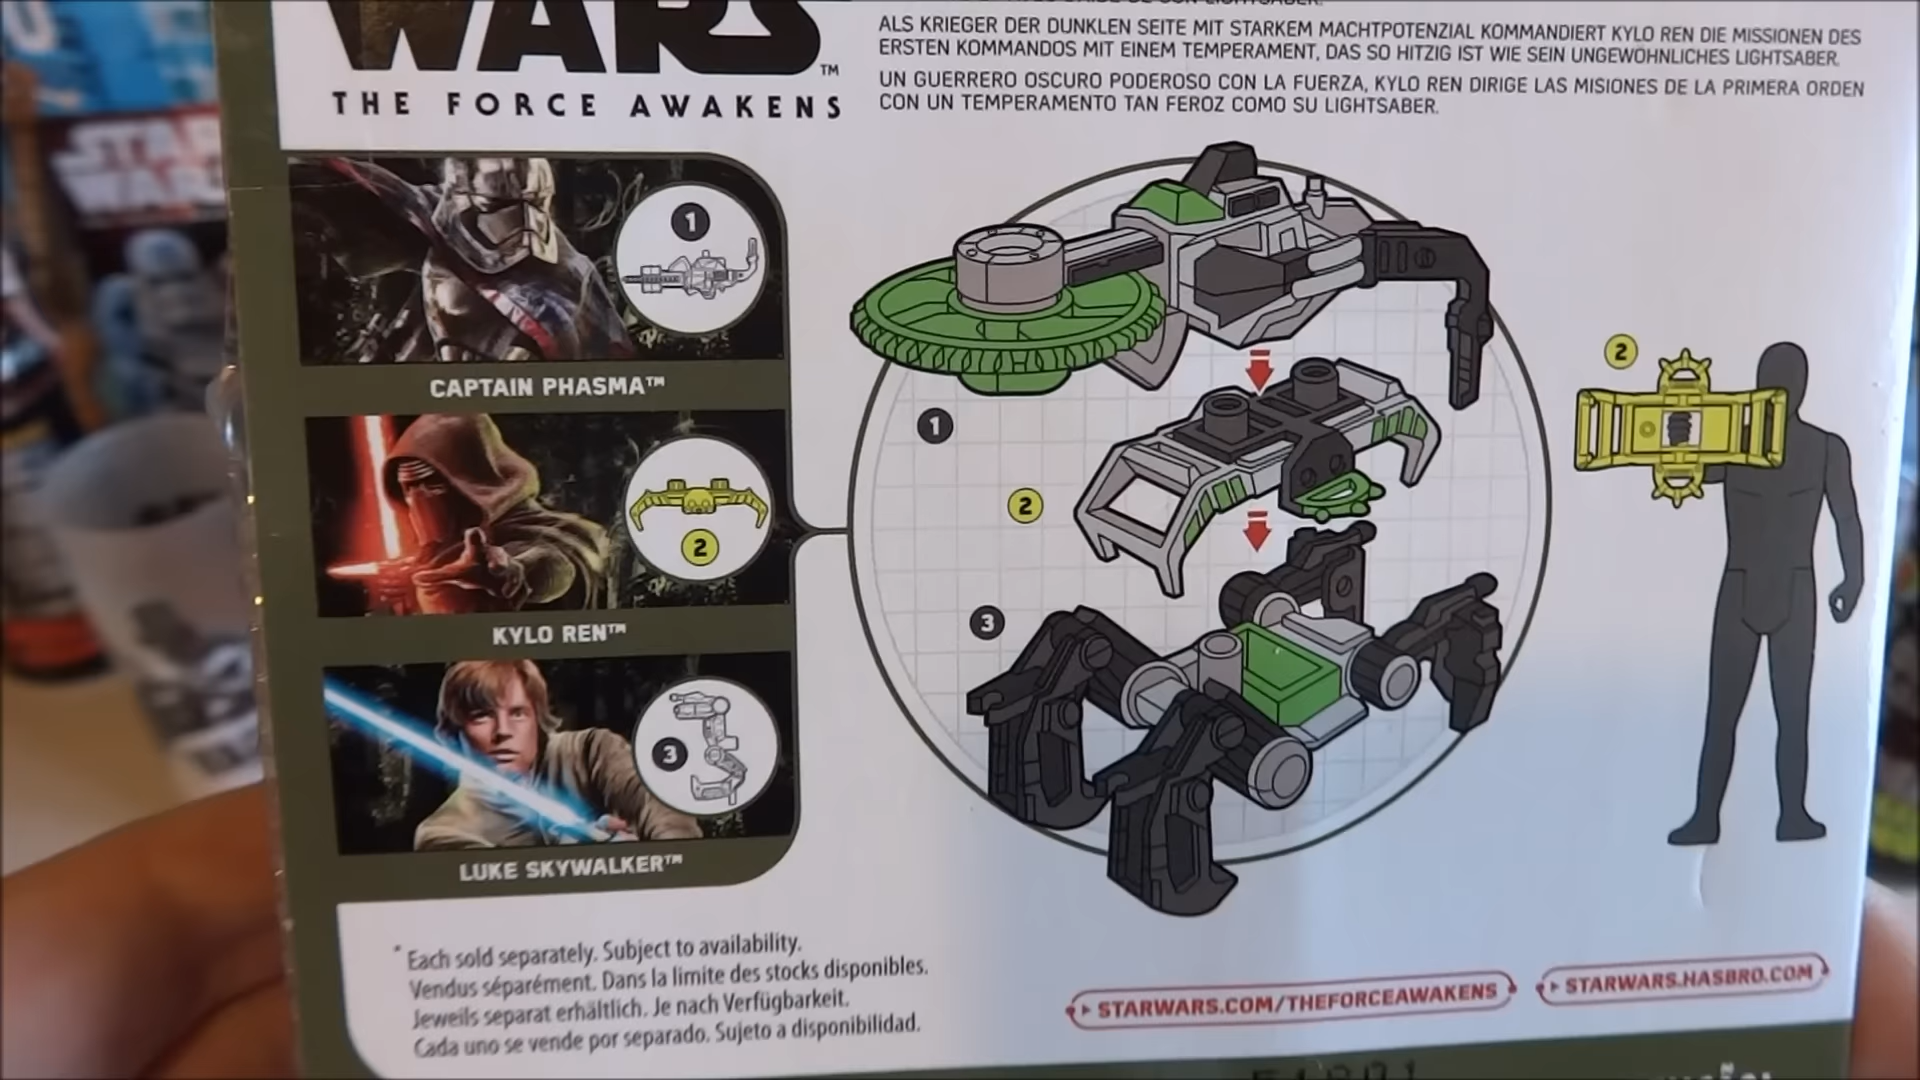 WARS™
THE FORCE AWAKENS
ALS KRIEGER DER DUNKLEN SEITE MIT STARKEM MACHTPOTENZIAL KOMMANDIERT KYLO REN DIE MISSIONEN DES
ERSTEN KOMMANDOS MIT EINEM TEMPERAMENT, DAS SO HITZIG IST WIE SEIN UNGEWÖHNLICHES LIGHTSABER.
UN GUERRERO OSCURO PODEROSO CON LA FUERZA, KYLO REN DIRIGE LAS MISIONES DE LA PRIMERA ORDEN
CON UN TEMPERAMENTO TAN FEROZ COMO SU LIGHTSABER.
STAR
WARS
1
CAPTAIN PHASMA™
2
KYLO REN™
3
LUKE SKYWALKER™
1
2
3
2
* Each sold separately. Subject to availability.
Vendus séparément. Dans la limite des stocks disponibles.
Jeweils separat erhältlich. Je nach Verfügbarkeit.
Cada uno se vende por separado. Sujeto a disponibilidad.
STARWARS.COM/THEFORCEAWAKENS
STARWARS.HASBRO.COM